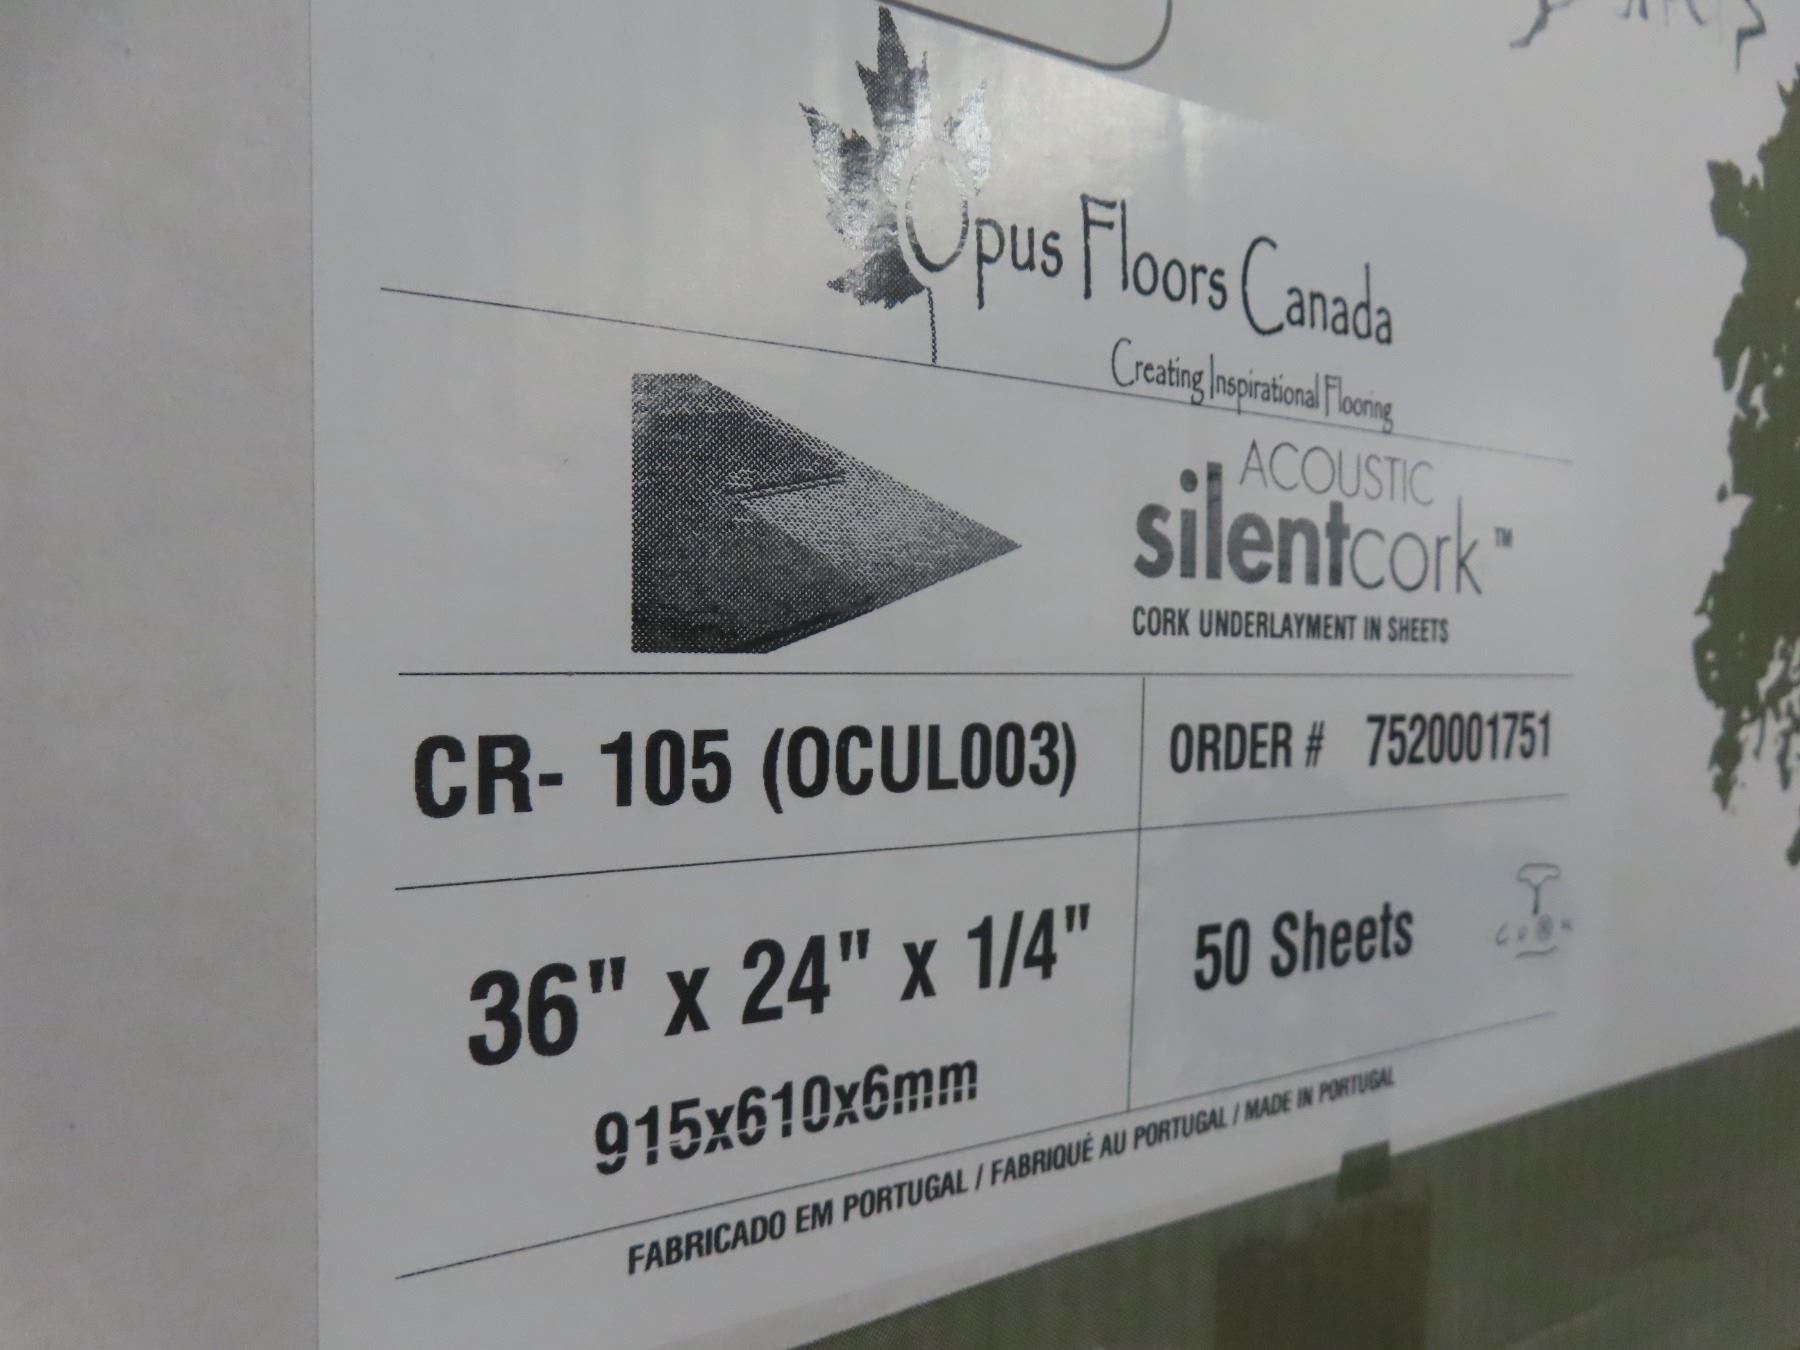 Opus Floors Canada
Creating Inspirational Flooring
ACOUSTIC
silentcork™
CORK UNDERLAYMENT IN SHEETS
CR- 105 (OCUL003)
ORDER # 7520001751
36" x 24" x 1/4"
50 Sheets
CORK
915x610x6mm
FABRICADO EM PORTUGAL / FABRIQUÉ AU PORTUGAL / MADE IN PORTUGAL